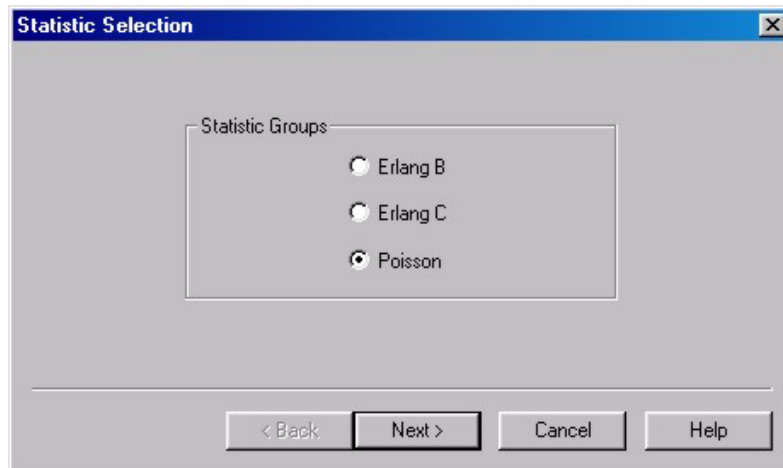 Statistic Selection
Statistic Groups
Erlang B
Erlang C
Poisson
< Back Next > Cancel Help